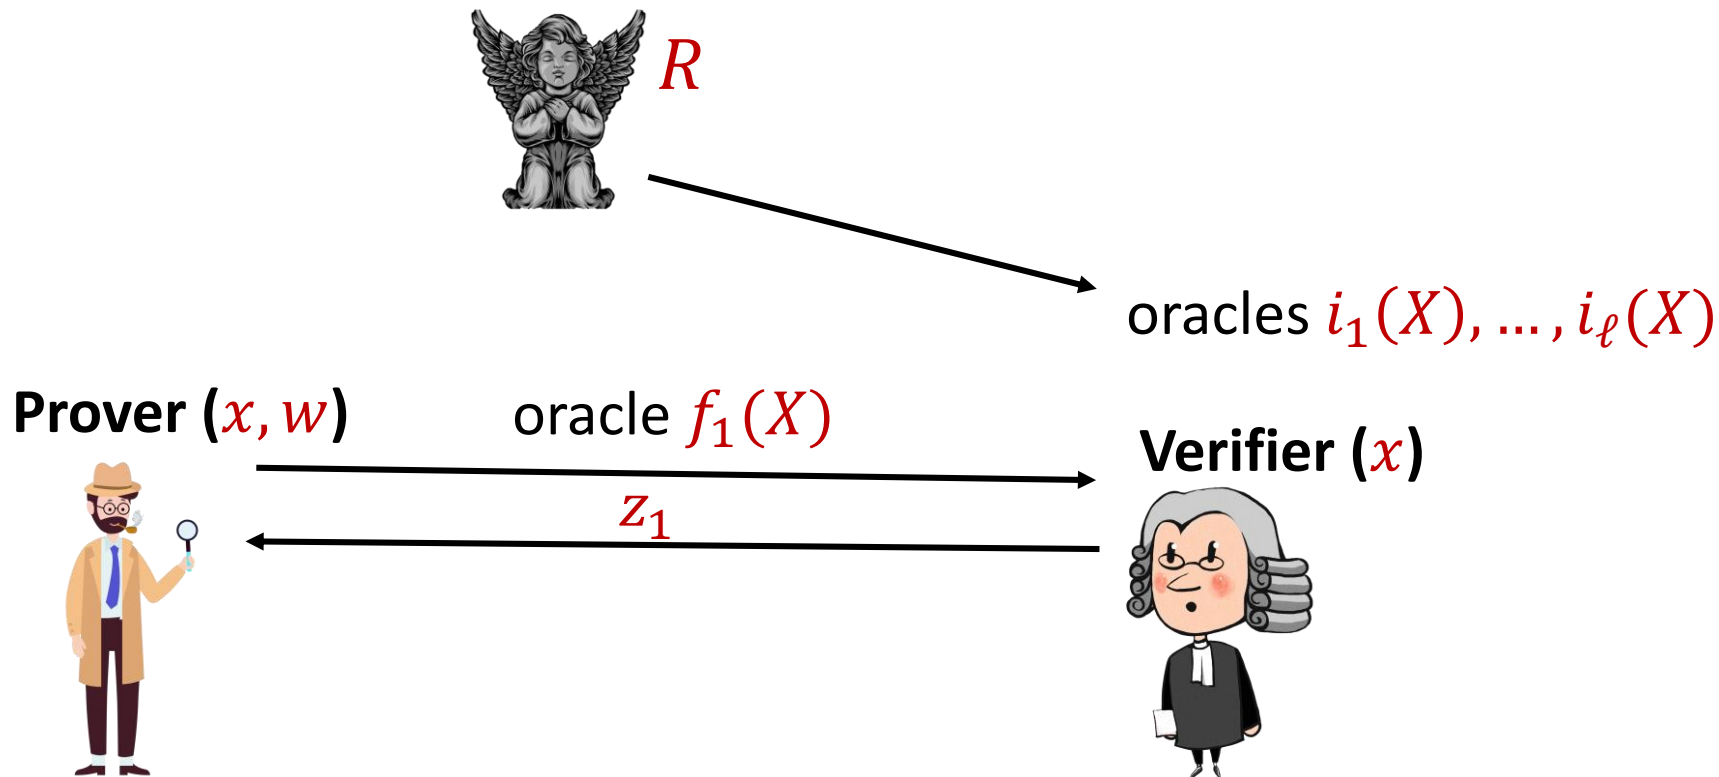 R
oracles i₁(X), … , iℓ(X)
Prover (x, w)
oracle f₁(X)
Verifier (x)
z₁